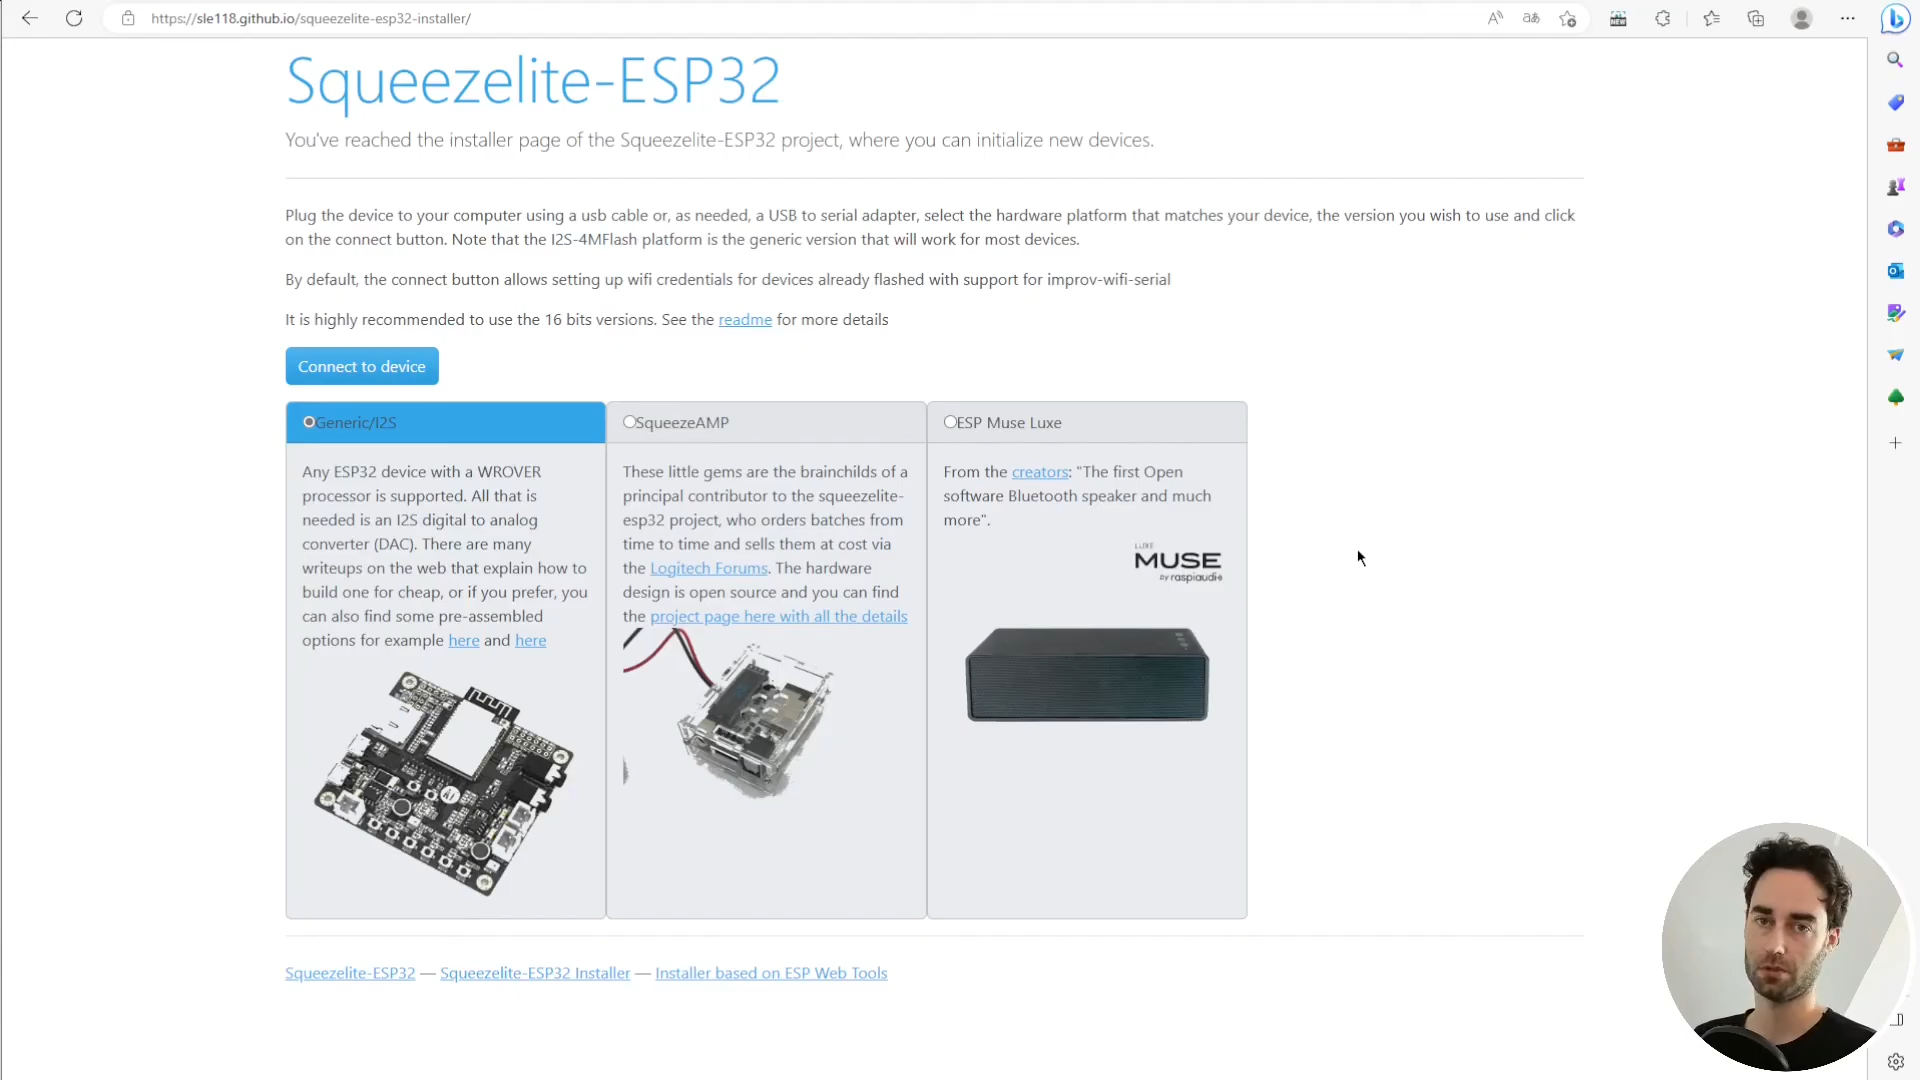 https://sle118.github.io/squeezelite-esp32-installer/
Squeezelite-ESP32
You've reached the installer page of the Squeezelite-ESP32 project, where you can initialize new devices.
Plug the device to your computer using a usb cable or, as needed, a USB to serial adapter, select the hardware platform that matches your device, the version you wish to use and click
on the connect button. Note that the I2S-4MFlash platform is the generic version that will work for most devices.
By default, the connect button allows setting up wifi credentials for devices already flashed with support for improv-wifi-serial
It is highly recommended to use the 16 bits versions. See the readme for more details
Connect to device
Generic/I2S
Any ESP32 device with a WROVER
processor is supported. All that is
needed is an I2S digital to analog
converter (DAC). There are many
writeups on the web that explain how to
build one for cheap, or if you prefer, you
can also find some pre-assembled
options for example here and here
SqueezeAMP
These little gems are the brainchilds of a
principal contributor to the squeezelite-
esp32 project, who orders batches from
time to time and sells them at cost via
the Logitech Forums. The hardware
design is open source and you can find
the project page here with all the details
ESP Muse Luxe
From the creators: "The first Open
software Bluetooth speaker and much
more".
LUXE
MUSE
by raspiaudio
Squeezelite-ESP32 — Squeezelite-ESP32 Installer — Installer based on ESP Web Tools